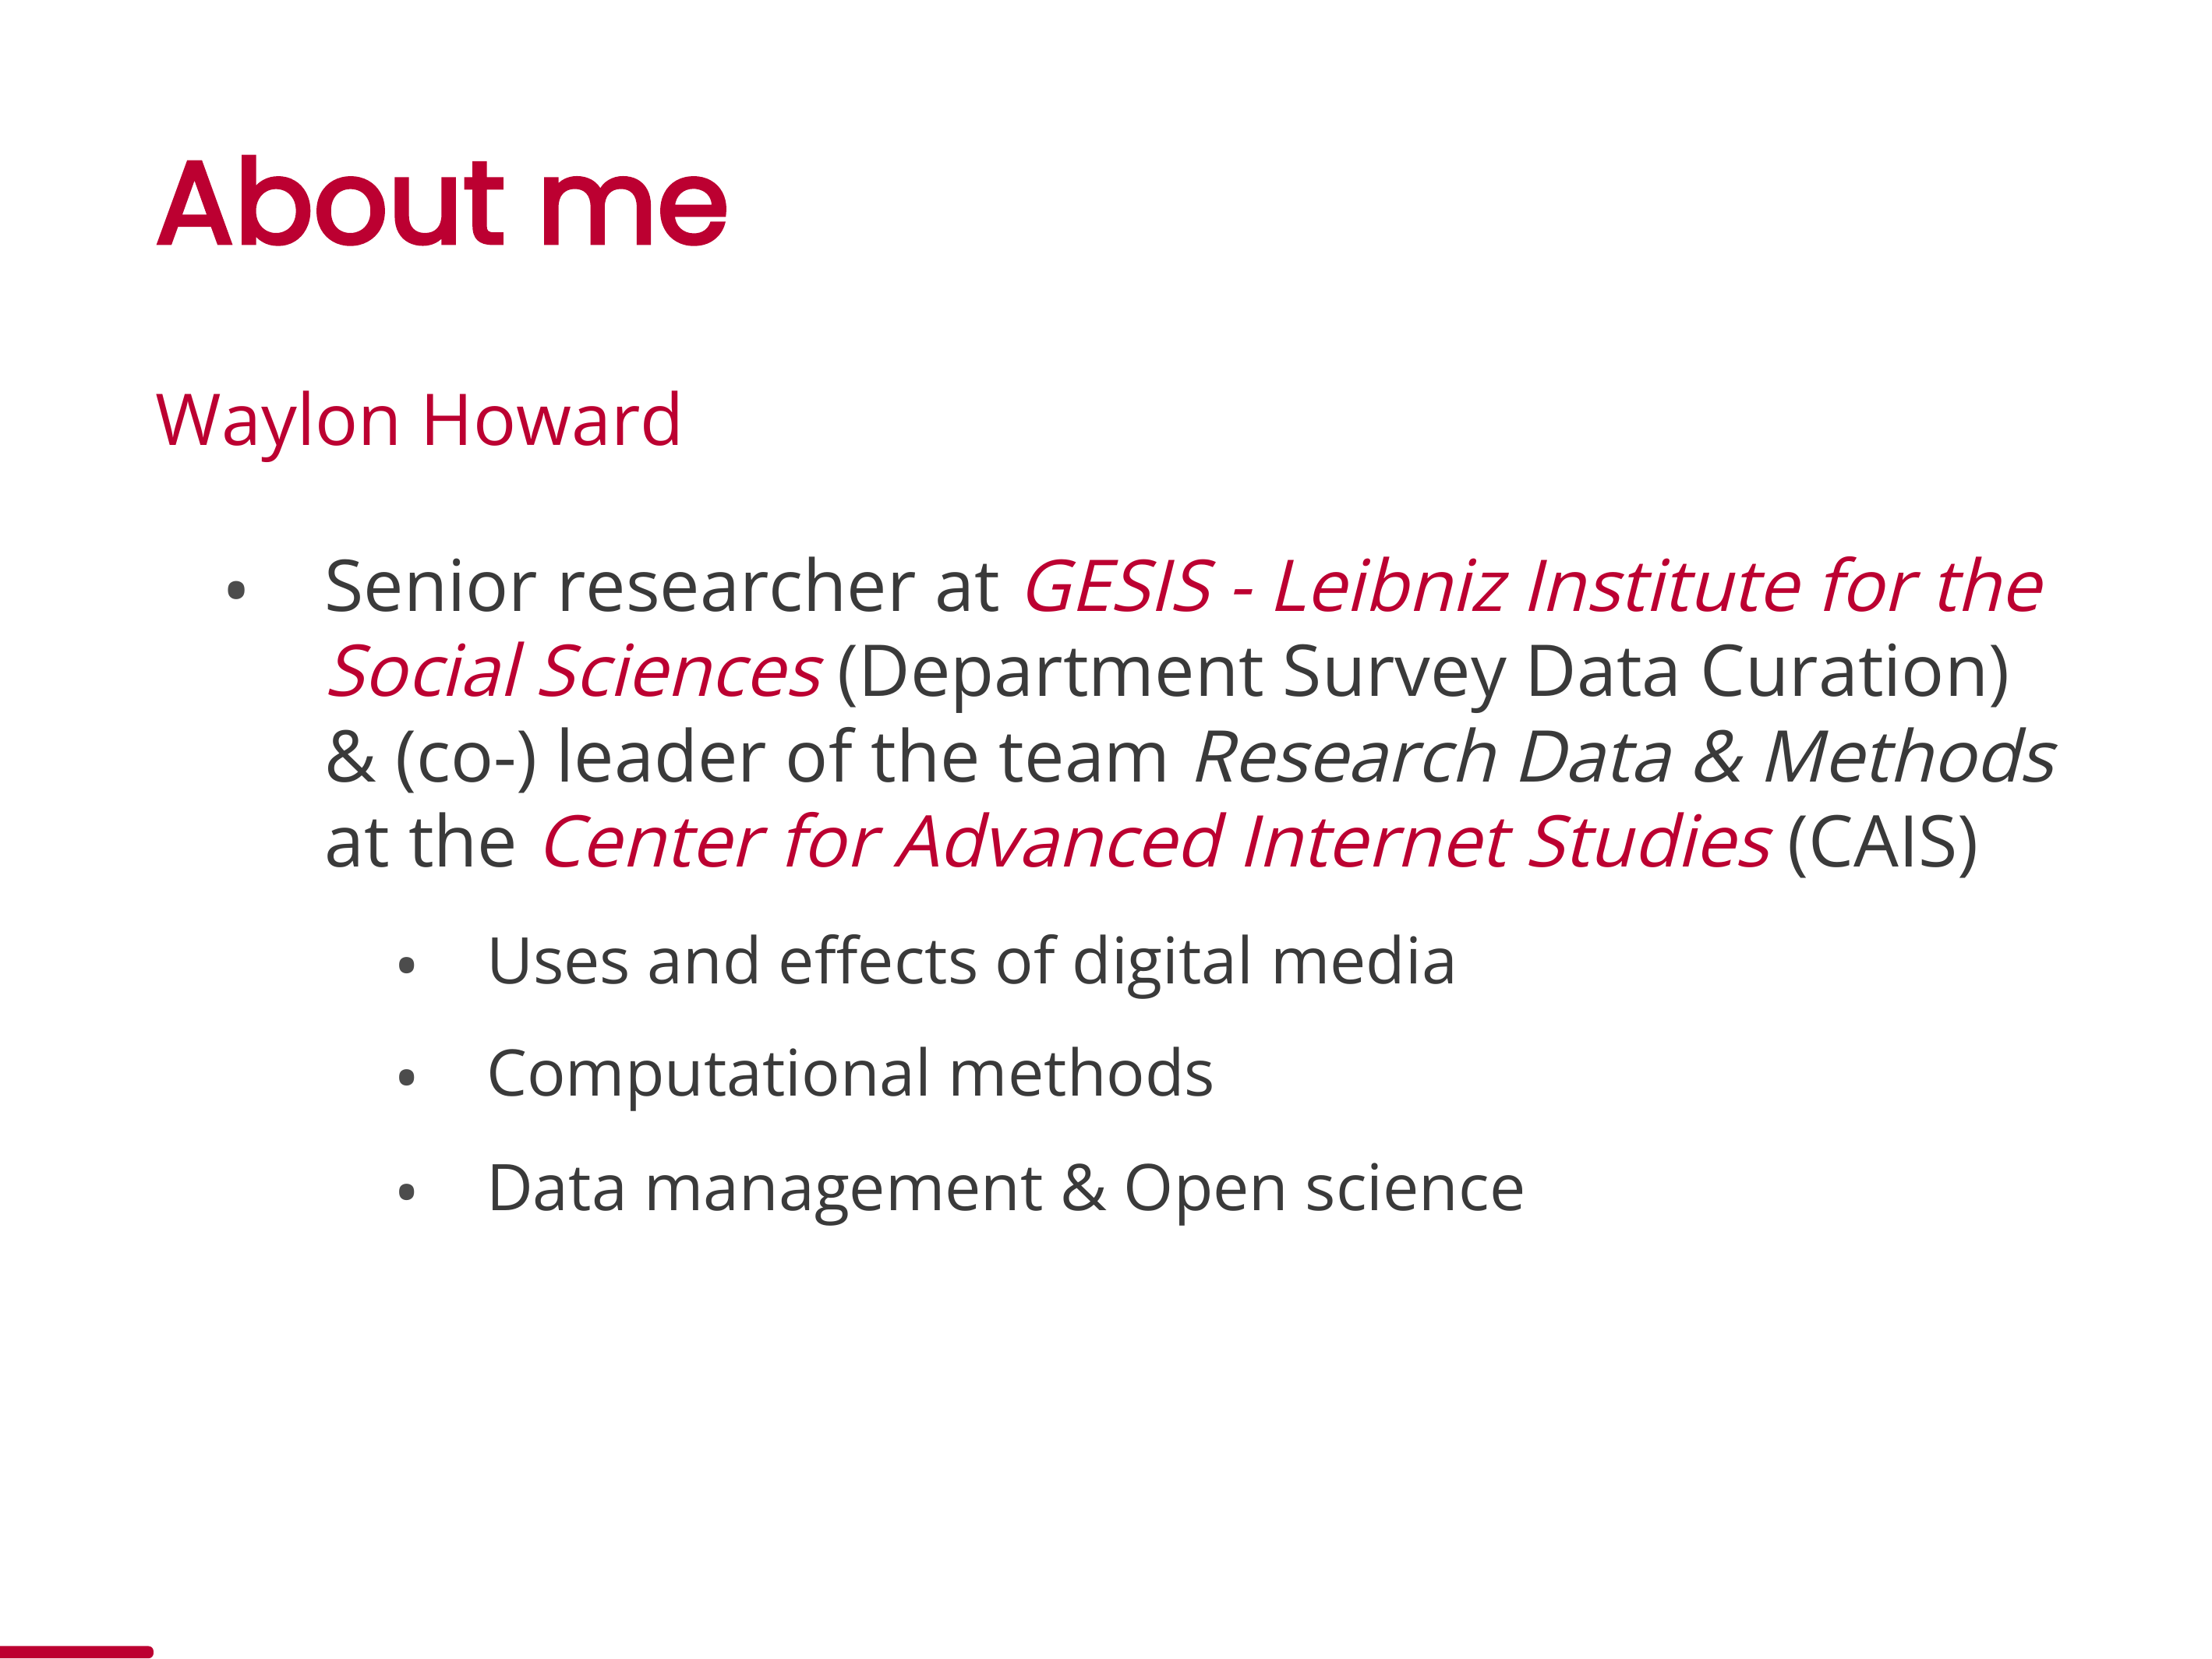 About me
Waylon Howard
• Senior researcher at GESIS - Leibniz Institute for the
Social Sciences (Department Survey Data Curation)
& (co-) leader of the team Research Data & Methods
at the Center for Advanced Internet Studies (CAIS)
• Uses and effects of digital media
• Computational methods
• Data management & Open science